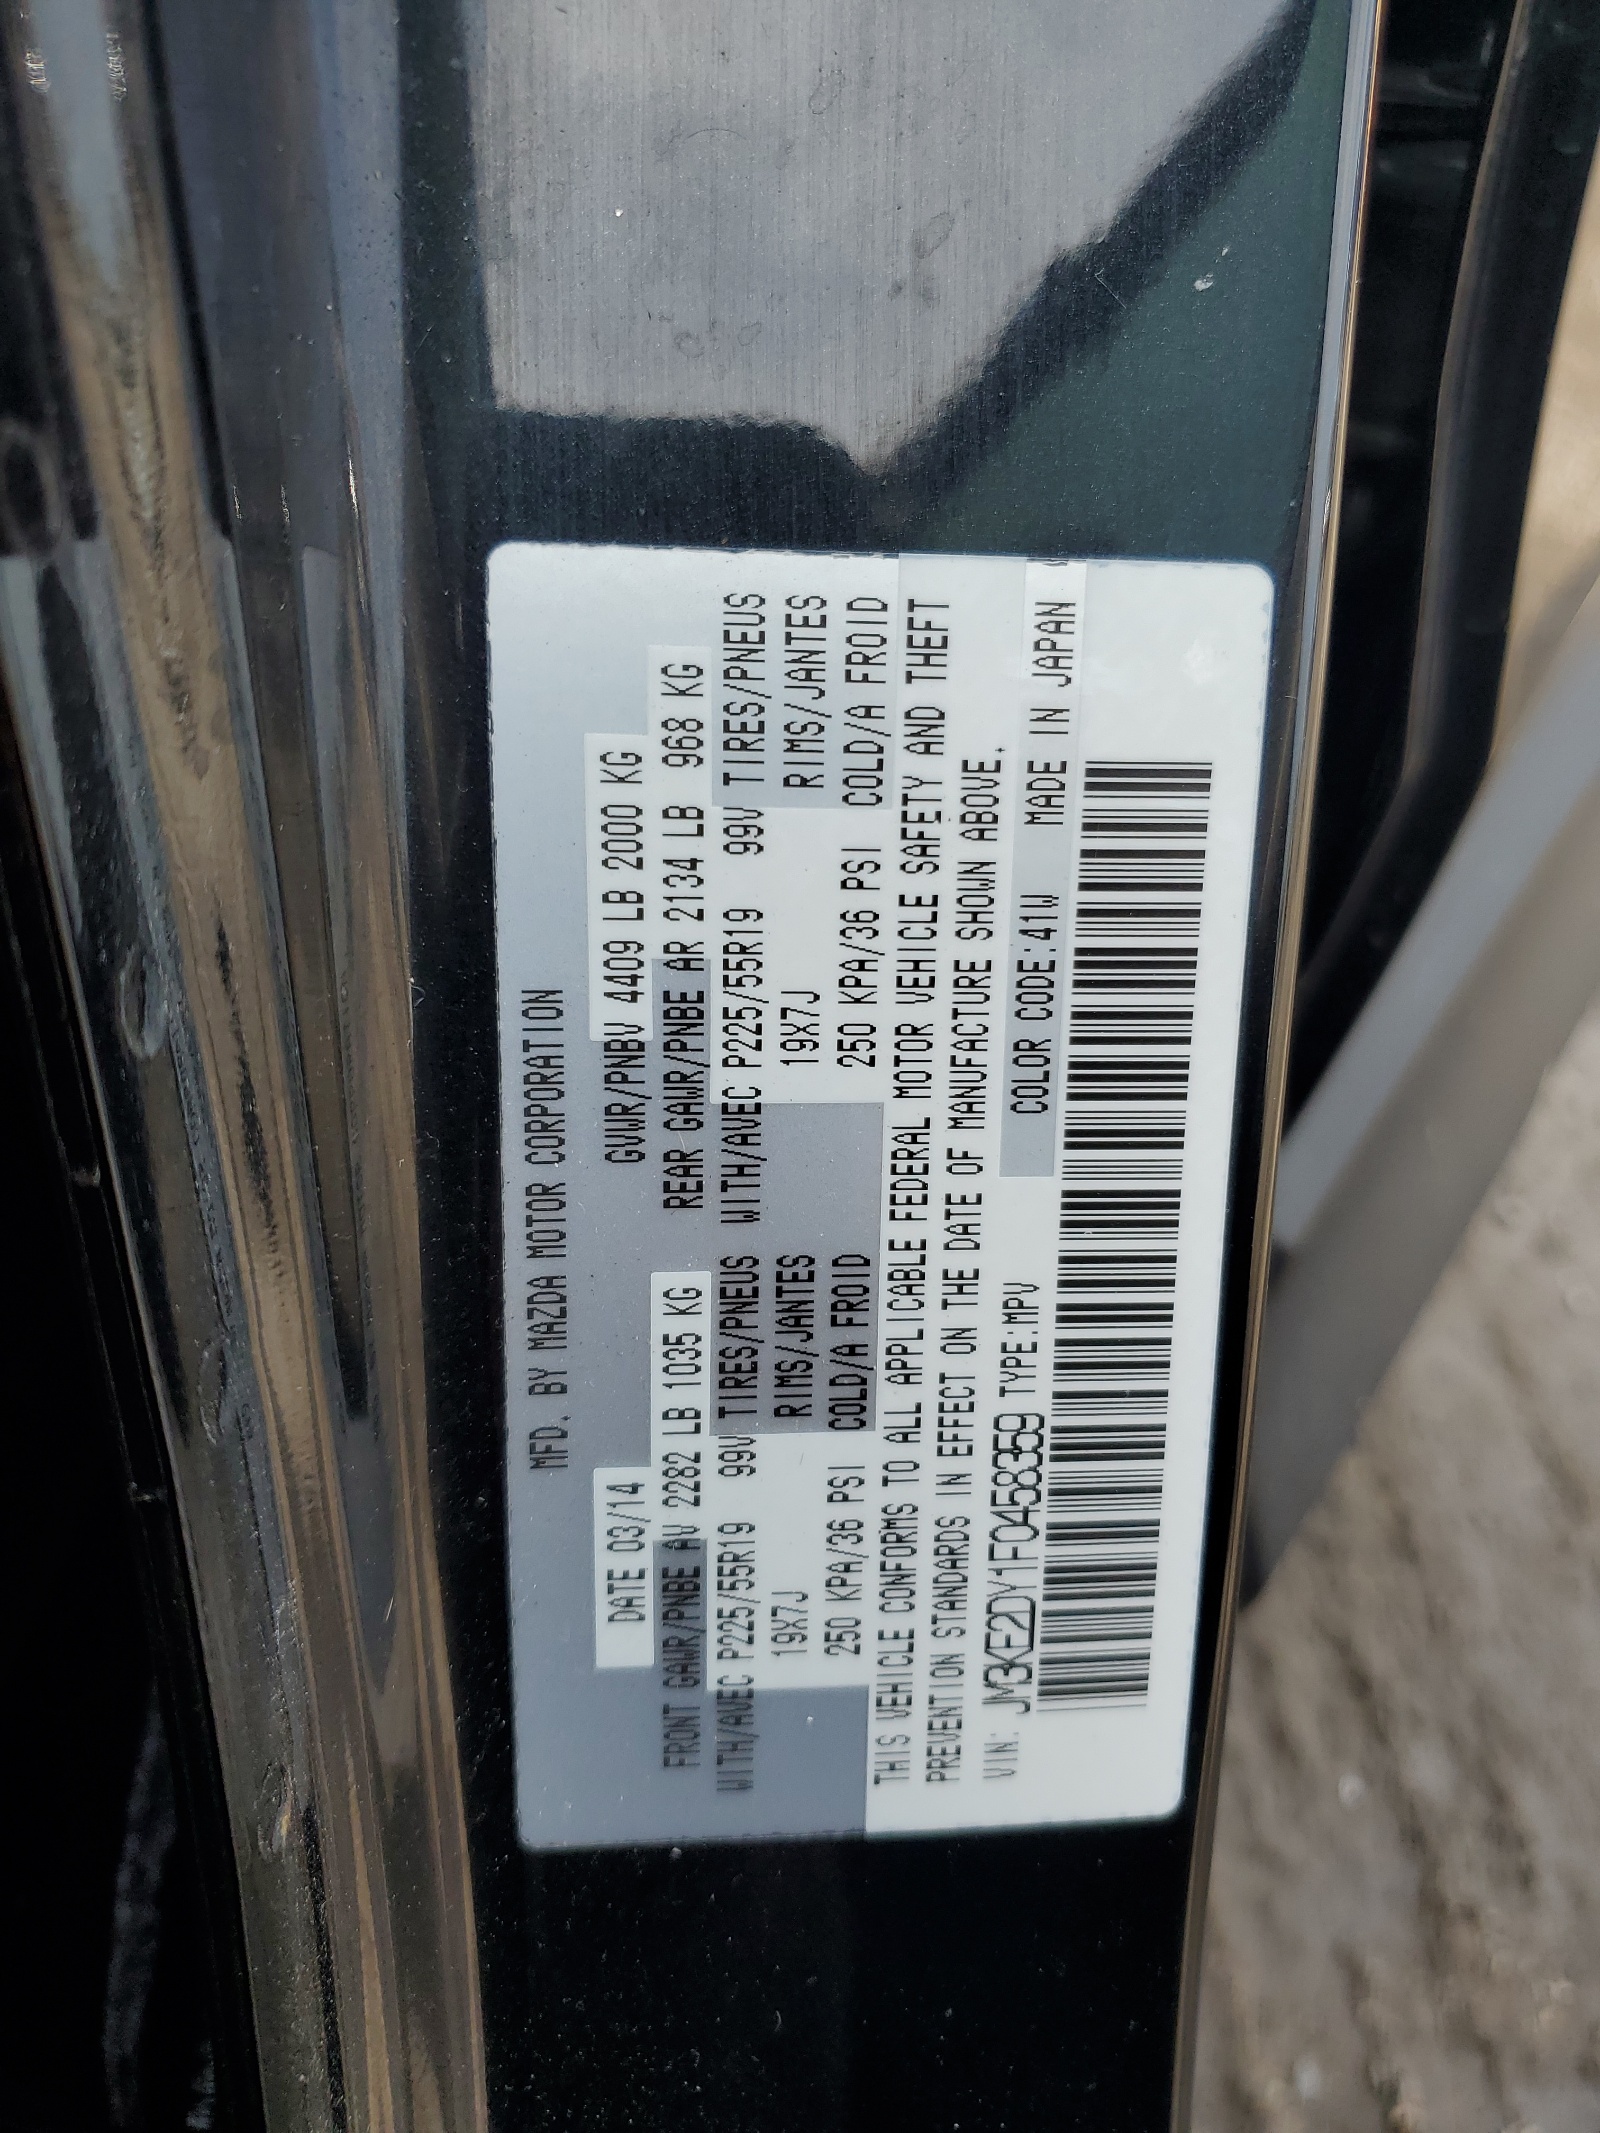 MFD. BY MAZDA MOTOR CORPORATION
DATE 03/14 GVWR/PNBV 4409 LB 2000 KG
FRONT GAWR/PNBE AV 2282 LB 1035 KG REAR GAWR/PNBE AR 2134 LB 968 KG
WITH/AVEC P225/55R19 99V TIRES/PNEUS WITH/AVEC P225/55R19 99V TIRES/PNEUS
19X7J RIMS/JANTES 19X7J RIMS/JANTES
250 KPA/36 PSI COLD/A FROID 250 KPA/36 PSI COLD/A FROID
THIS VEHICLE CONFORMS TO ALL APPLICABLE FEDERAL MOTOR VEHICLE SAFETY AND THEFT
PREVENTION STANDARDS IN EFFECT ON THE DATE OF MANUFACTURE SHOWN ABOVE.
VIN: JM3KE2DY1F0458359 TYPE:MPV COLOR CODE:41W MADE IN JAPAN